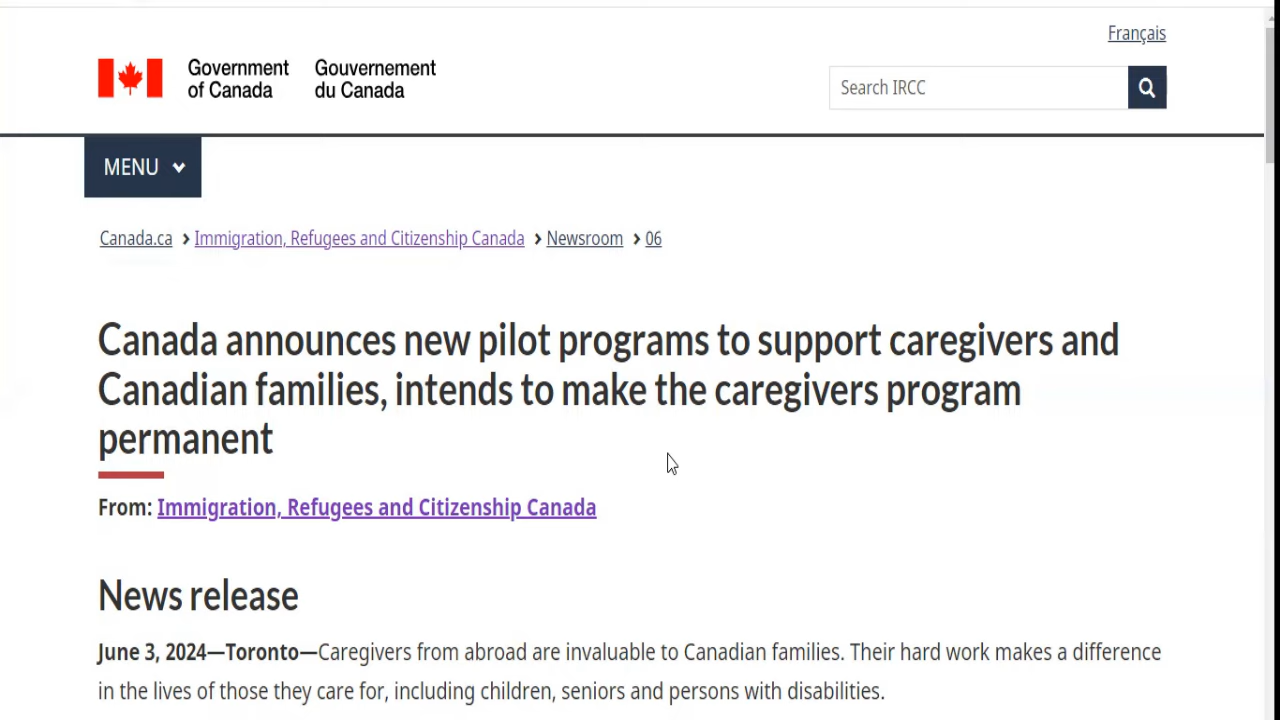 Français
Government of Canada
Gouvernement du Canada
Search IRCC
MENU
Canada.ca > Immigration, Refugees and Citizenship Canada > Newsroom > 06
Canada announces new pilot programs to support caregivers and
Canadian families, intends to make the caregivers program
permanent
From: Immigration, Refugees and Citizenship Canada
News release
June 3, 2024—Toronto—Caregivers from abroad are invaluable to Canadian families. Their hard work makes a difference
in the lives of those they care for, including children, seniors and persons with disabilities.